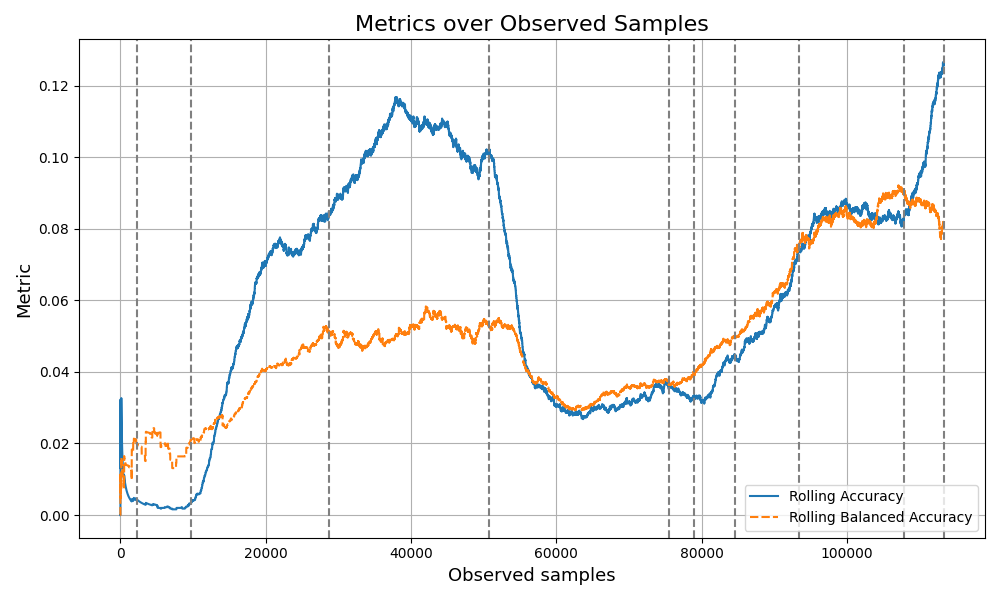 Metrics over Observed Samples
Metric
0.12
0.10
0.08
0.06
0.04
0.02
0.00
0 20000 40000 60000 80000 100000
Observed samples
Rolling Accuracy
Rolling Balanced Accuracy